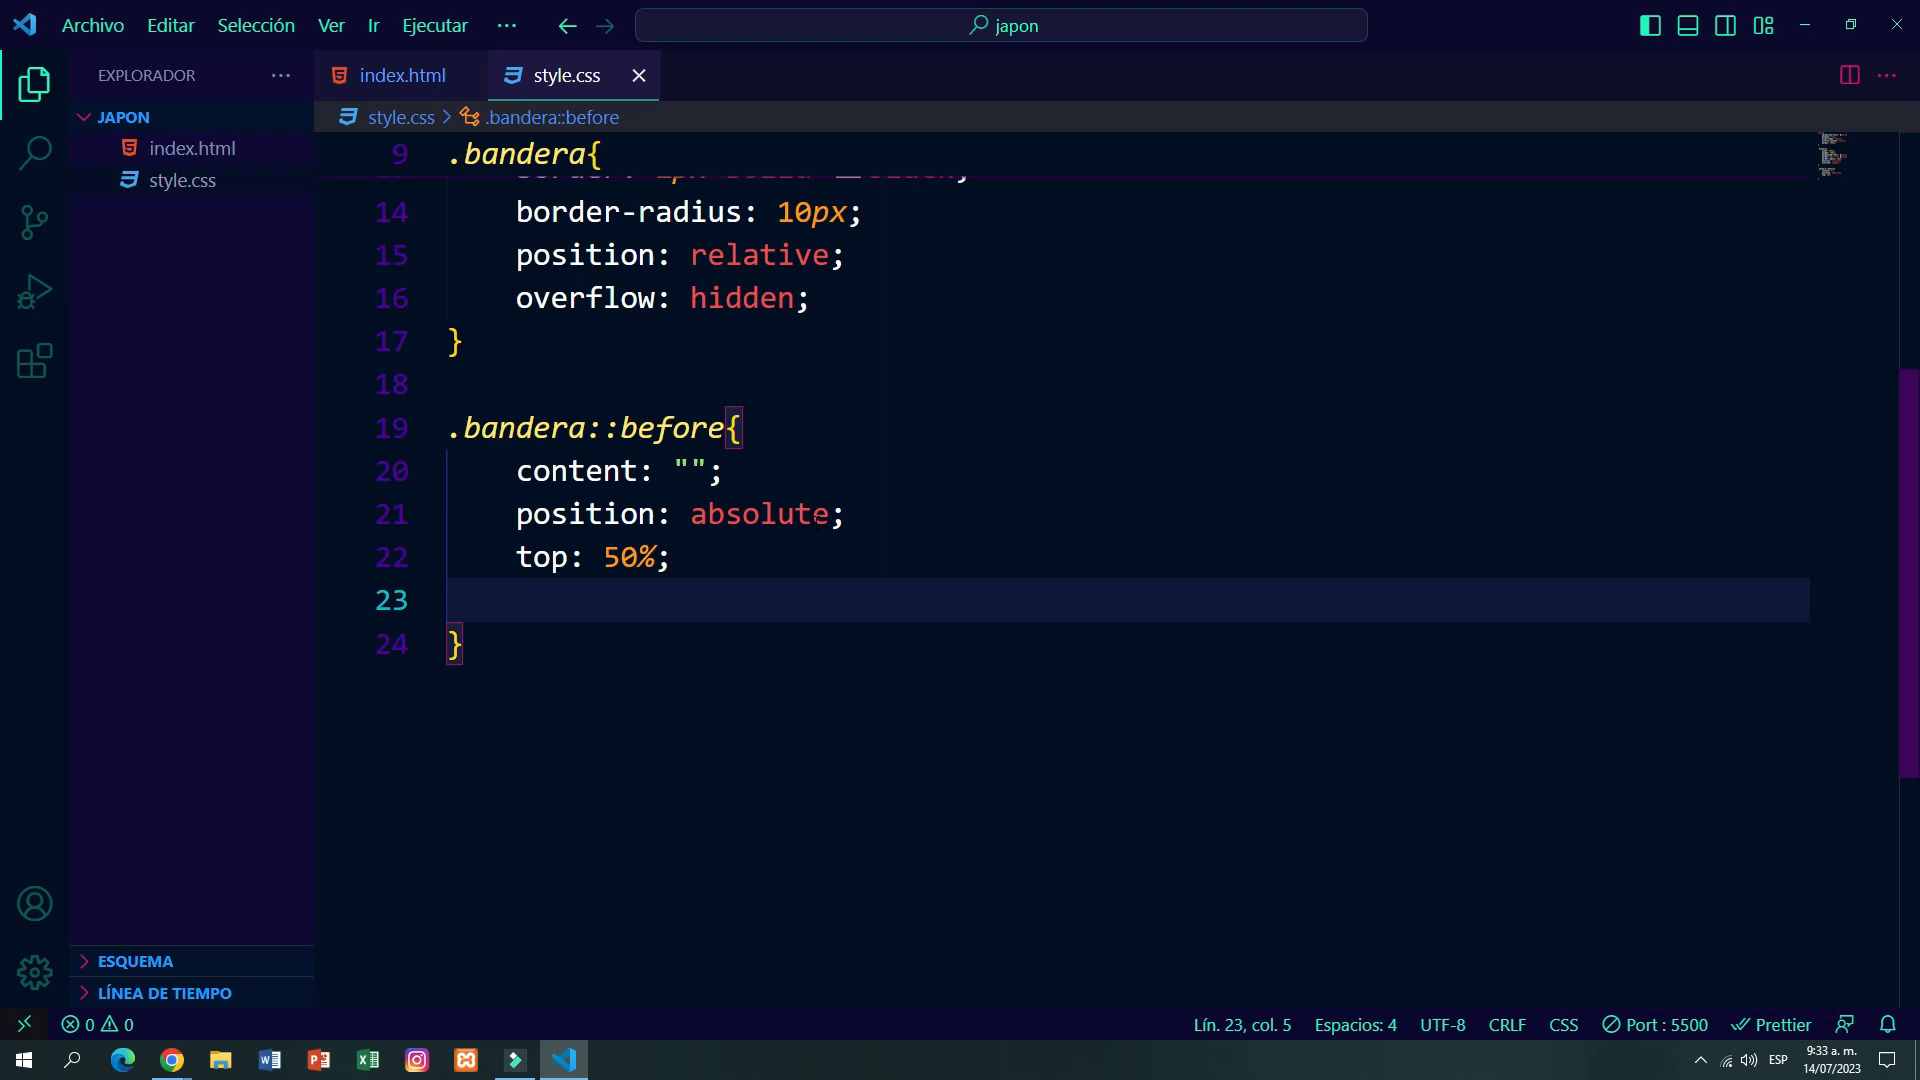 Archivo Editar Selección Ver Ir Ejecutar ··· japon
EXPLORADOR ··· index.html style.css ···
JAPON style.css > .bandera::before
index.html
style.css
9 .bandera{
14 border-radius: 10px;
15 position: relative;
16 overflow: hidden;
17 }
18
19 .bandera::before{
20 content: "";
21 position: absolute;
22 top: 50%;
23
24 }
ESQUEMA
LÍNEA DE TIEMPO
0 0 Lín. 23, col. 5 Espacios: 4 UTF-8 CRLF CSS Port : 5500 Prettier
ESP 9:33 a. m.
14/07/2023